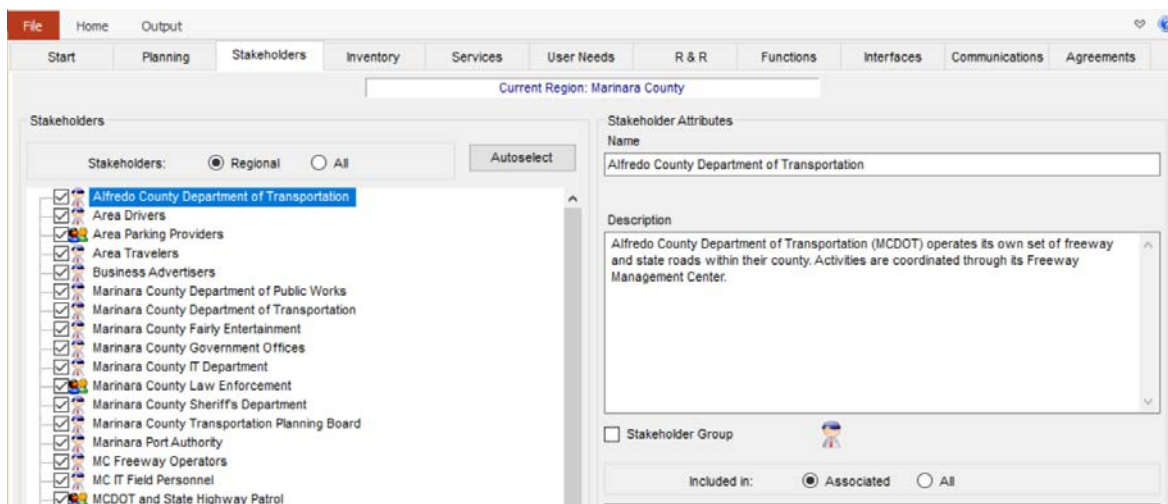 File Home Output
Start Planning Stakeholders Inventory Services User Needs R & R Functions Interfaces Communications Agreements
Current Region: Marinara County
Stakeholders
Stakeholders: Regional All Autoselect
Alfredo County Department of Transportation
Area Drivers
Area Parking Providers
Area Travelers
Business Advertisers
Marinara County Department of Public Works
Marinara County Department of Transportation
Marinara County Fairly Entertainment
Marinara County Government Offices
Marinara County IT Department
Marinara County Law Enforcement
Marinara County Sheriff's Department
Marinara County Transportation Planning Board
Marinara Port Authority
MC Freeway Operators
MC IT Field Personnel
MCDOT and State Highway Patrol
Stakeholder Attributes
Name
Alfredo County Department of Transportation
Description
Alfredo County Department of Transportation (MCDOT) operates its own set of freeway
and state roads within their county. Activities are coordinated through its Freeway
Management Center.
Stakeholder Group
Included in: Associated All